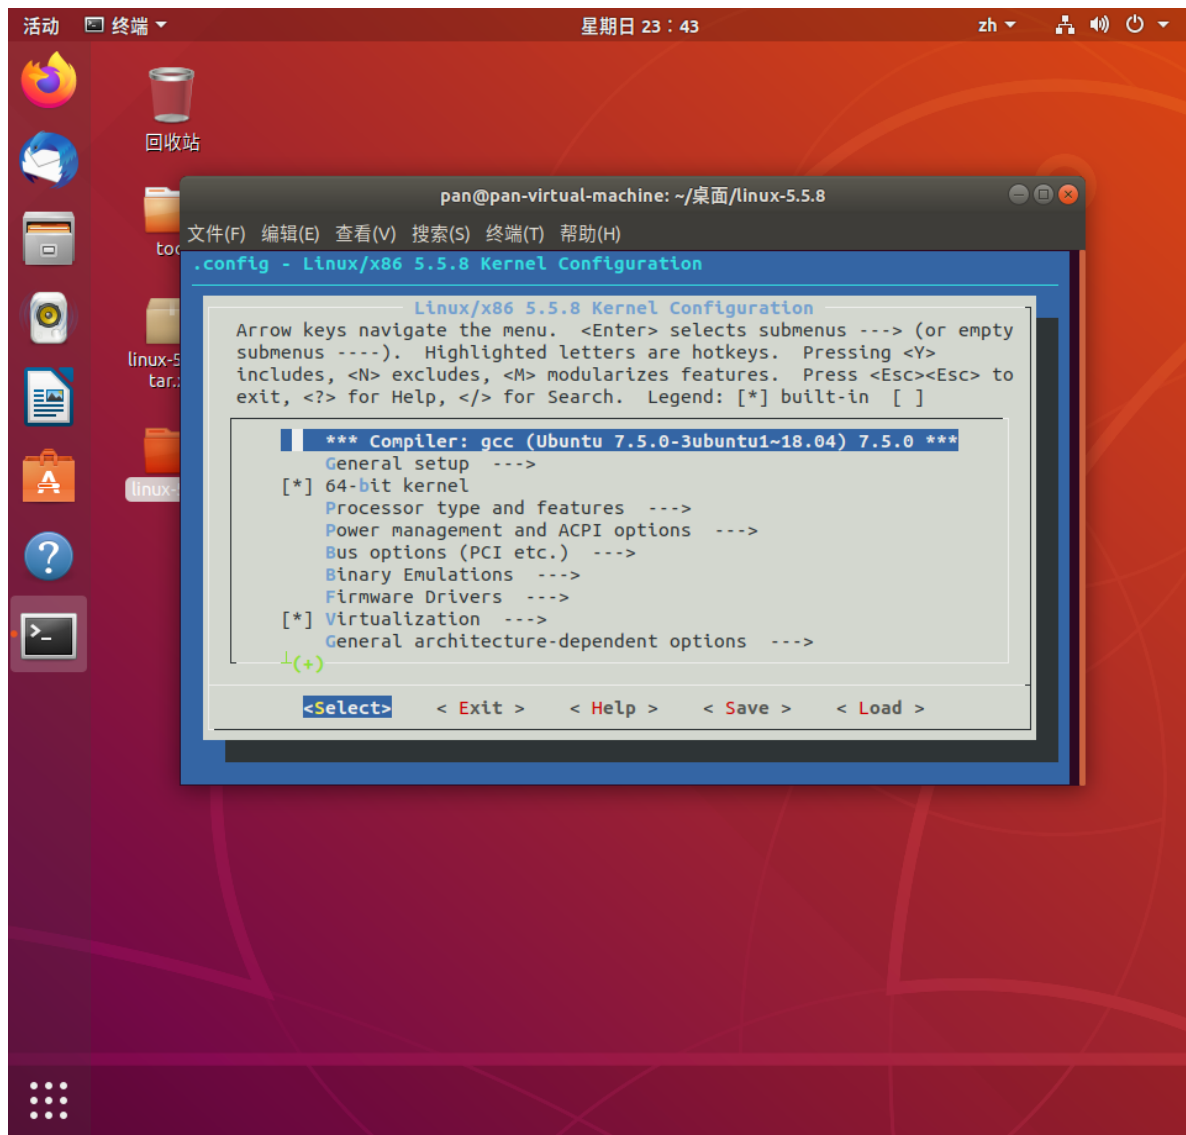 活动 终端 星期日 23：43 zh
回收站
too
linux-5
tar.x
linux-5
pan@pan-virtual-machine: ~/桌面/linux-5.5.8
文件(F) 编辑(E) 查看(V) 搜索(S) 终端(T) 帮助(H)
.config - Linux/x86 5.5.8 Kernel Configuration
Linux/x86 5.5.8 Kernel Configuration
Arrow keys navigate the menu.  <Enter> selects submenus ---> (or empty
submenus ----).  Highlighted letters are hotkeys.  Pressing <Y>
includes, <N> excludes, <M> modularizes features.  Press <Esc><Esc> to
exit, <?> for Help, </> for Search.  Legend: [*] built-in  [ ]
*** Compiler: gcc (Ubuntu 7.5.0-3ubuntu1~18.04) 7.5.0 ***
General setup  --->
[*] 64-bit kernel
Processor type and features  --->
Power management and ACPI options  --->
Bus options (PCI etc.)  --->
Binary Emulations  --->
Firmware Drivers  --->
[*] Virtualization  --->
General architecture-dependent options  --->
┴(+)
<Select>    < Exit >    < Help >    < Save >    < Load >